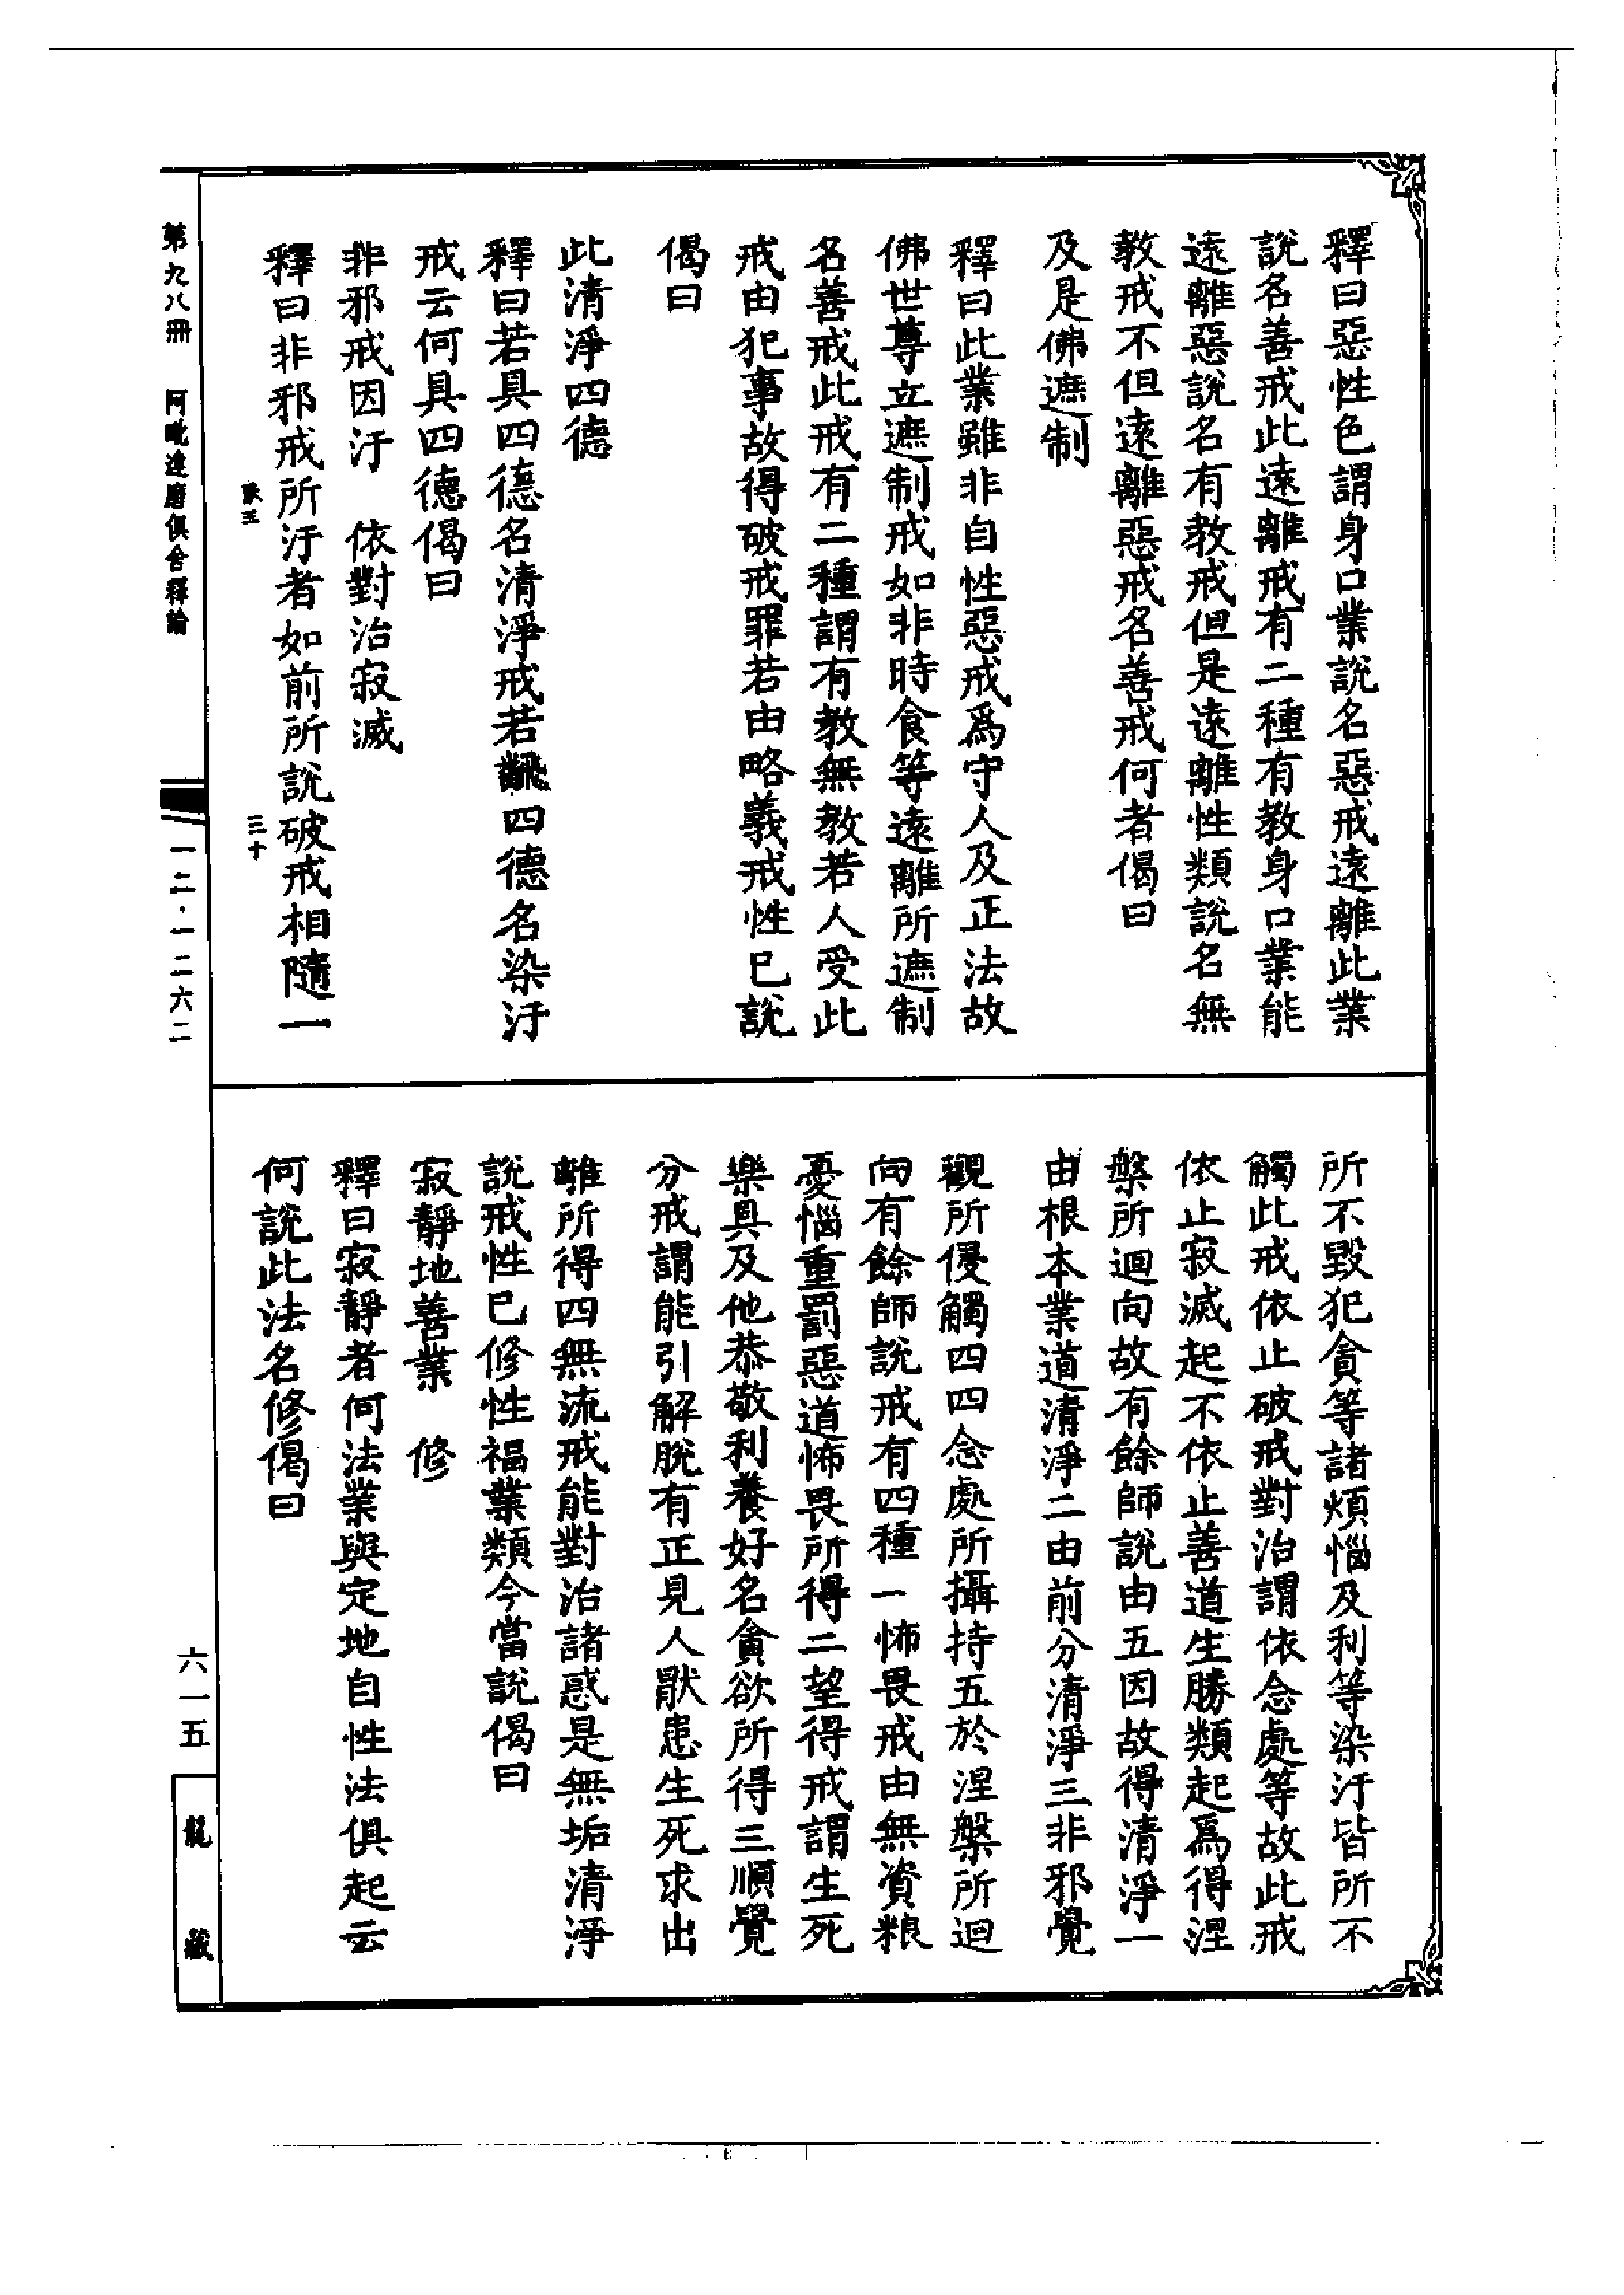 釋曰惡性色謂身口業說名惡戒遠離此業
說名善戒此遠離戒有二種有教身口業能
遠離惡說名有教戒但是遠離性類說名無
教戒不但遠離惡戒名善戒何者偈曰
及是佛遮制
釋曰此業雖非自性惡戒爲守人及正法故
佛世尊立遮制戒如非時食等遠離所遮制
名善戒此戒有二種謂有教無教若人受此
戒由犯事故得破戒罪若由略義戒性已說
偈曰
此清淨四德
釋曰若具四德名清淨戒若翻四德名染汙
戒云何具四德偈曰
非邪戒因汙　依對治寂滅
釋曰非邪戒所汙者如前所說破戒相隨一
三十
第九八冊　阿毗達磨俱舍釋論
一二·一二六二
所不毀犯貪等諸煩惱及利等染汙皆所不
觸此戒依止破戒對治謂依念處等故此戒
依止寂滅起不依止善道生勝類起爲得涅
槃所迴向故有餘師說由五因故得清淨一
由根本業道清淨二由前分清淨三非邪覺
觀所侵觸四四念處所攝持五於涅槃所迴
向有餘師說戒有四種一怖畏戒由無資粮
憂惱重罰惡道怖畏所得二望得戒謂生死
樂具及他恭敬利養好名貪欲所得三順覺
分戒謂能引解脫有正見人猒患生死求出
離所得四無流戒能對治諸惑是無垢清淨
說戒性已修性福業類今當說偈曰
寂靜地善業　修
釋曰寂靜者何法業與定地自性法俱起云
何說此法名修偈曰
六一五
龍藏